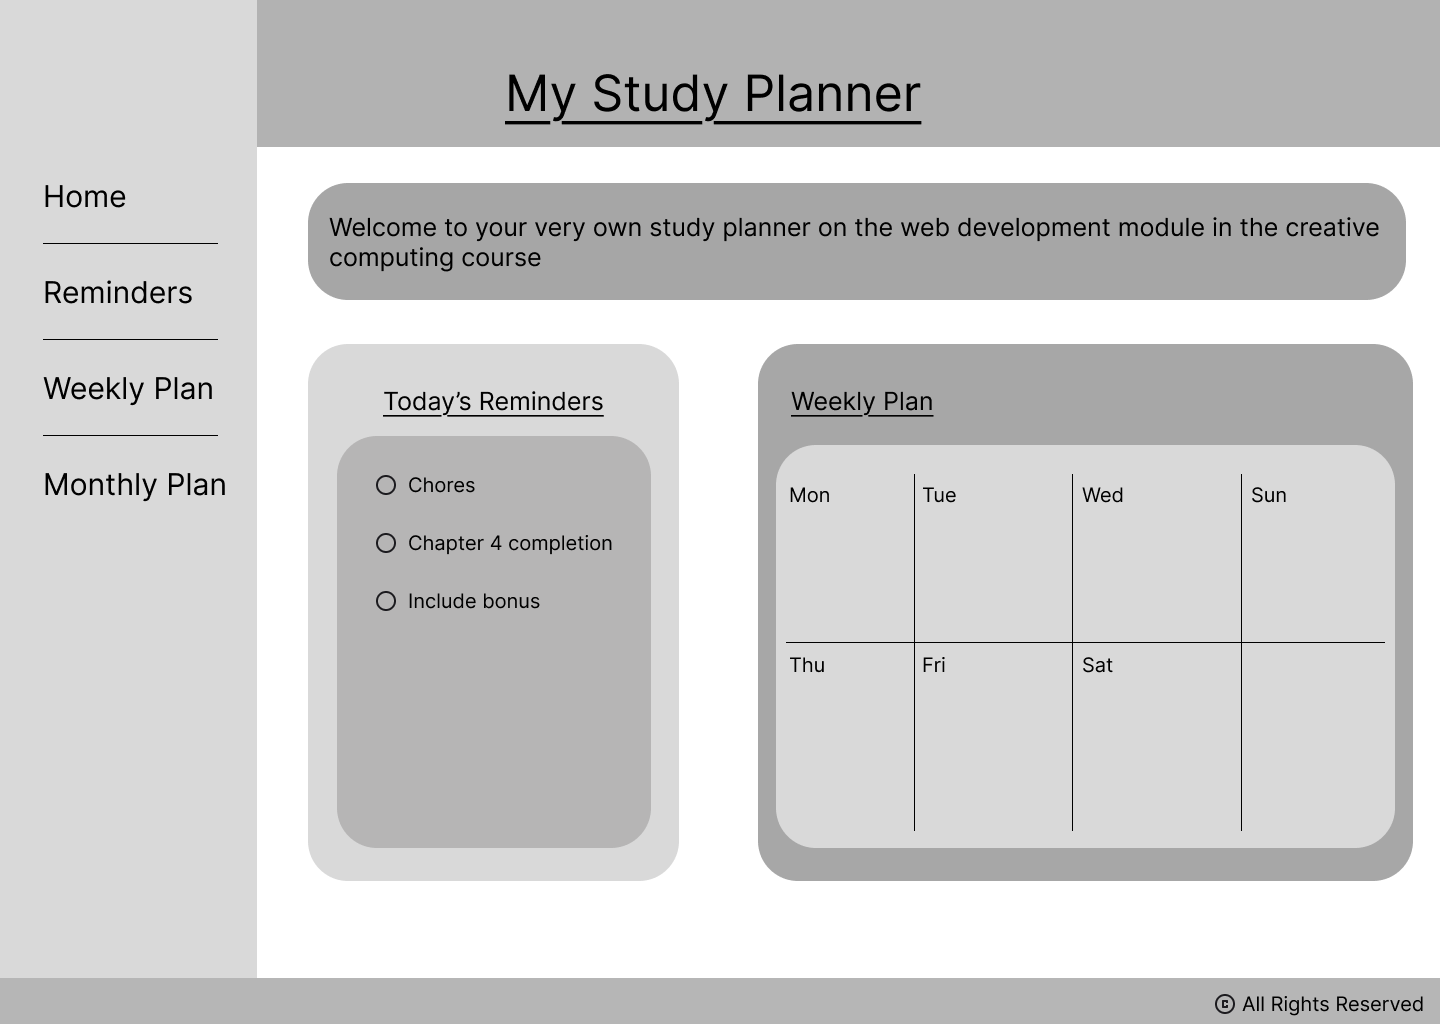 My Study Planner
Home
Reminders
Weekly Plan
Monthly Plan
Welcome to your very own study planner on the web development module in the creative
computing course
Today’s Reminders
Chores
Chapter 4 completion
Include bonus
Weekly Plan
Mon Tue Wed Sun
Thu Fri Sat
© All Rights Reserved